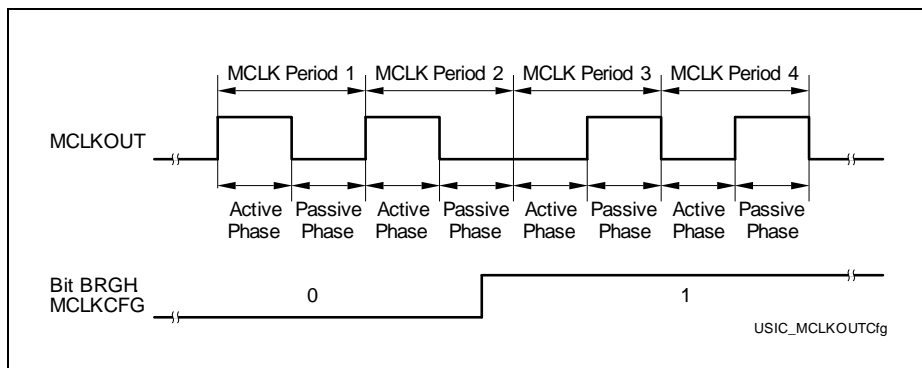 MCLK Period 1 MCLK Period 2 MCLK Period 3 MCLK Period 4
MCLKOUT
Active Passive Active Passive Active Passive Active Passive
Phase Phase Phase Phase Phase Phase Phase Phase
Bit BRGH
MCLKCFG
0 1
USIC_MCLKOUTCfg